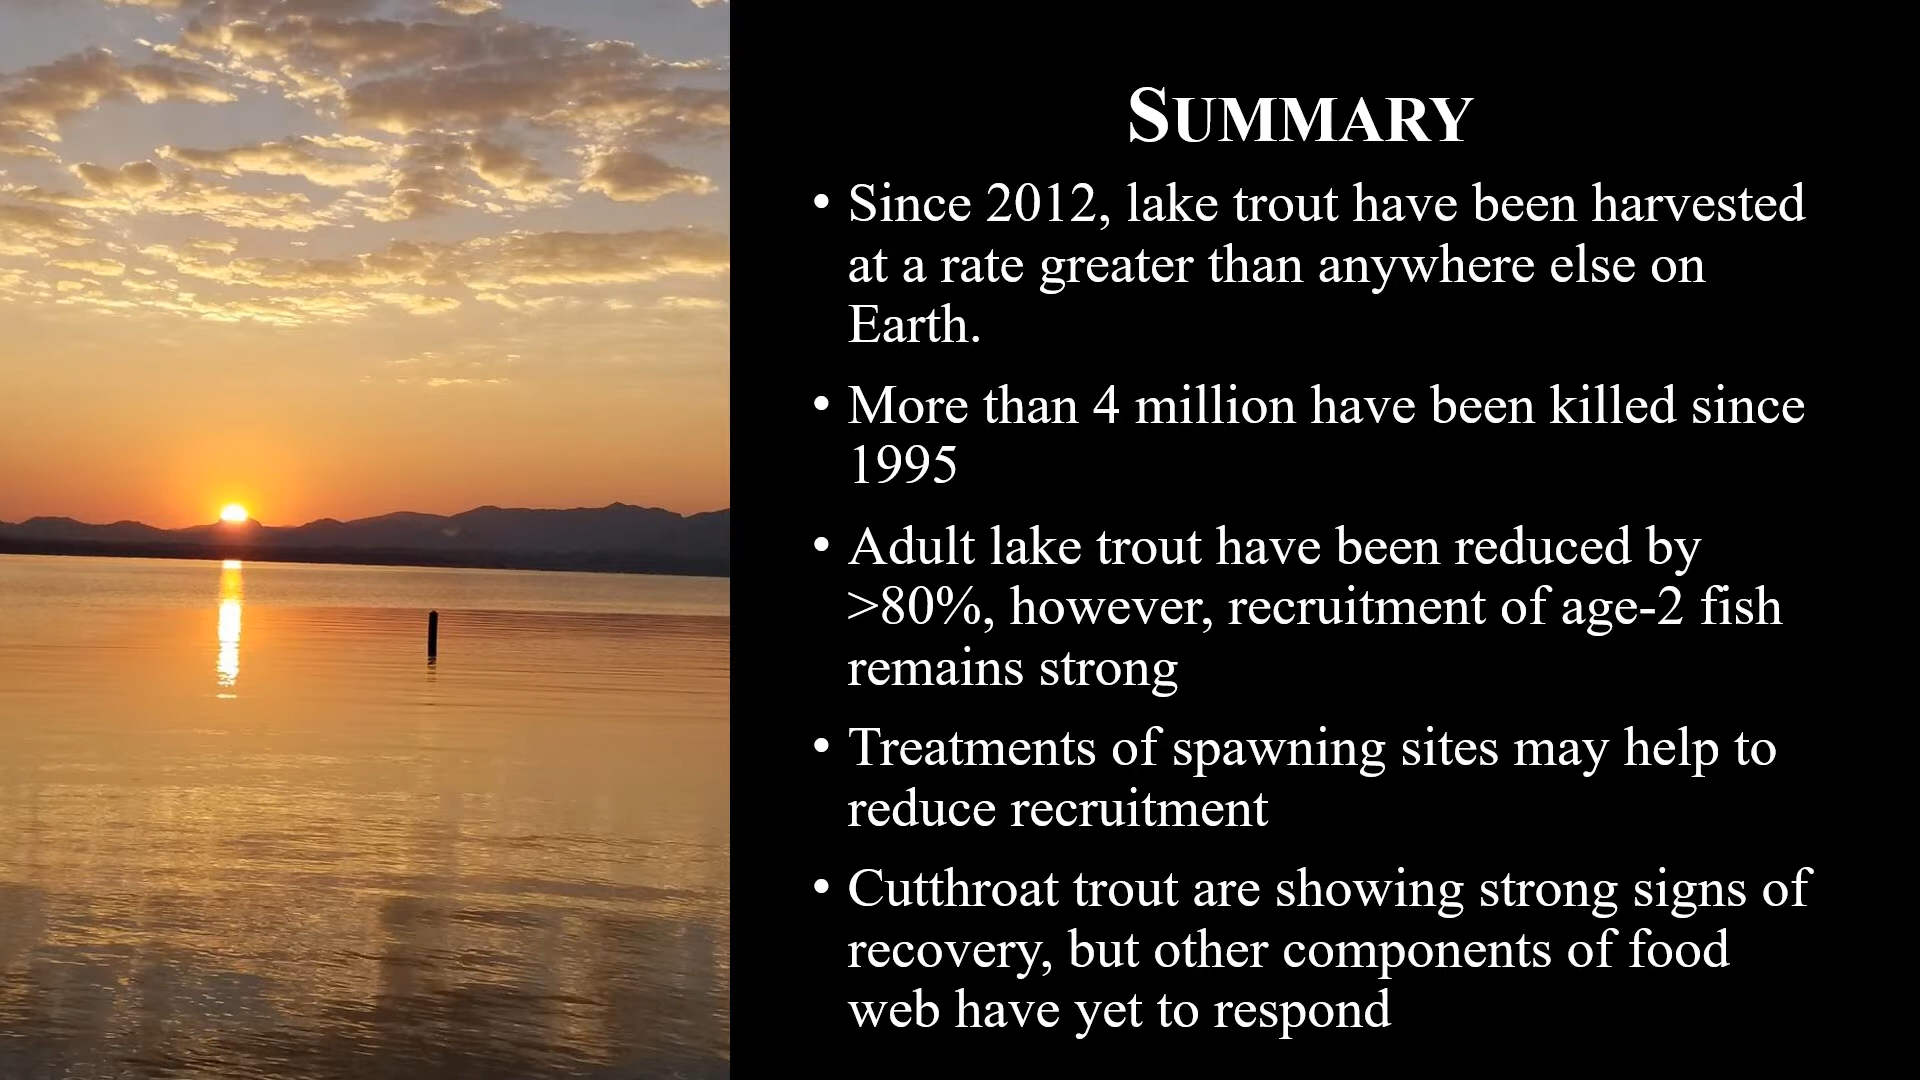 SUMMARY
• Since 2012, lake trout have been harvested
at a rate greater than anywhere else on
Earth.
• More than 4 million have been killed since
1995
• Adult lake trout have been reduced by
>80%, however, recruitment of age-2 fish
remains strong
• Treatments of spawning sites may help to
reduce recruitment
• Cutthroat trout are showing strong signs of
recovery, but other components of food
web have yet to respond